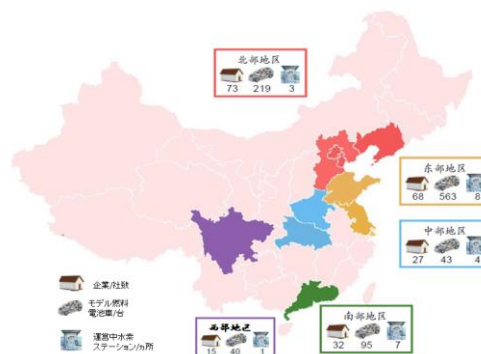 北部地区
73 219 3
东部地区
68 563 8
中部地区
27 43 4
南部地区
32 95 7
西部地区
15 40 1
企業/社数
モデル燃料
電池車/台
運営中水素
ステーション/ヵ所